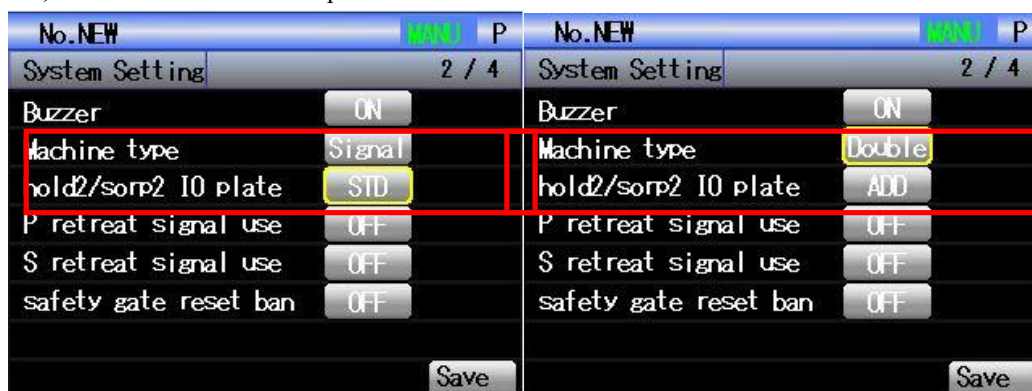 No.NEW MANU P
System Setting 2 / 4
Buzzer ON
Machine type Signal
hold2/sorp2 IO plate STD
P retreat signal use OFF
S retreat signal use OFF
safety gate reset ban OFF
Save
No.NEW MANU P
System Setting 2 / 4
Buzzer ON
Machine type Double
hold2/sorp2 IO plate ADD
P retreat signal use OFF
S retreat signal use OFF
safety gate reset ban OFF
Save